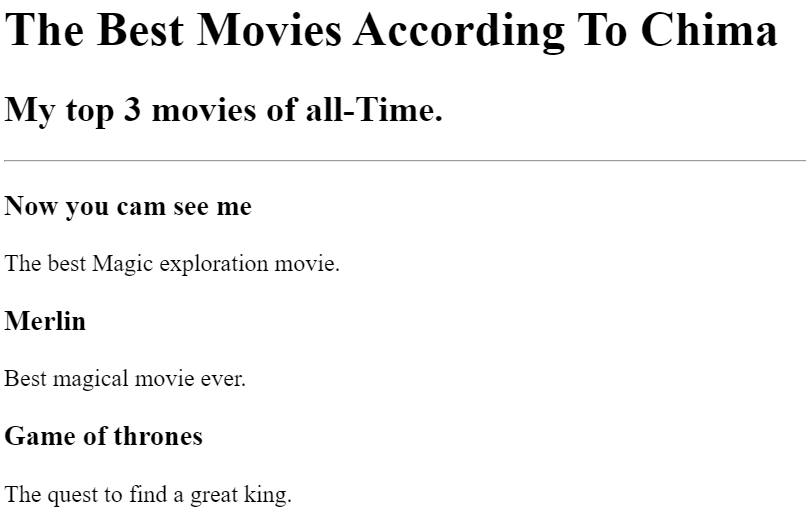 The Best Movies According To Chima
My top 3 movies of all-Time.
Now you cam see me
The best Magic exploration movie.
Merlin
Best magical movie ever.
Game of thrones
The quest to find a great king.